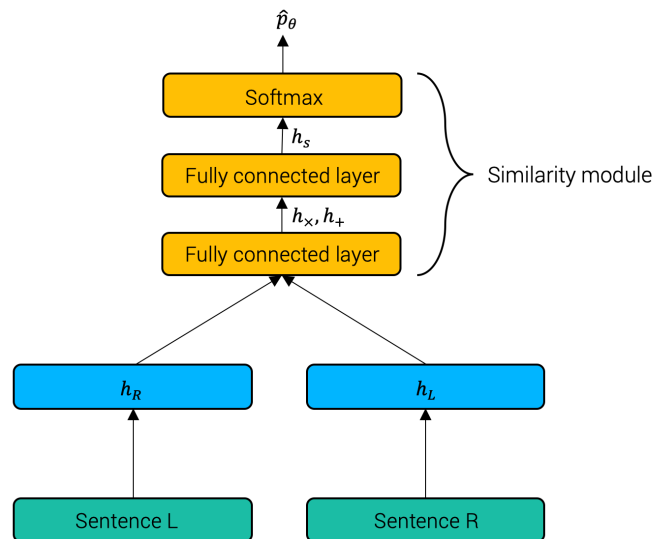 p̂_θ
Softmax
h_s
Fully connected layer
Similarity module
h_×, h_+
Fully connected layer
h_R
h_L
Sentence L
Sentence R